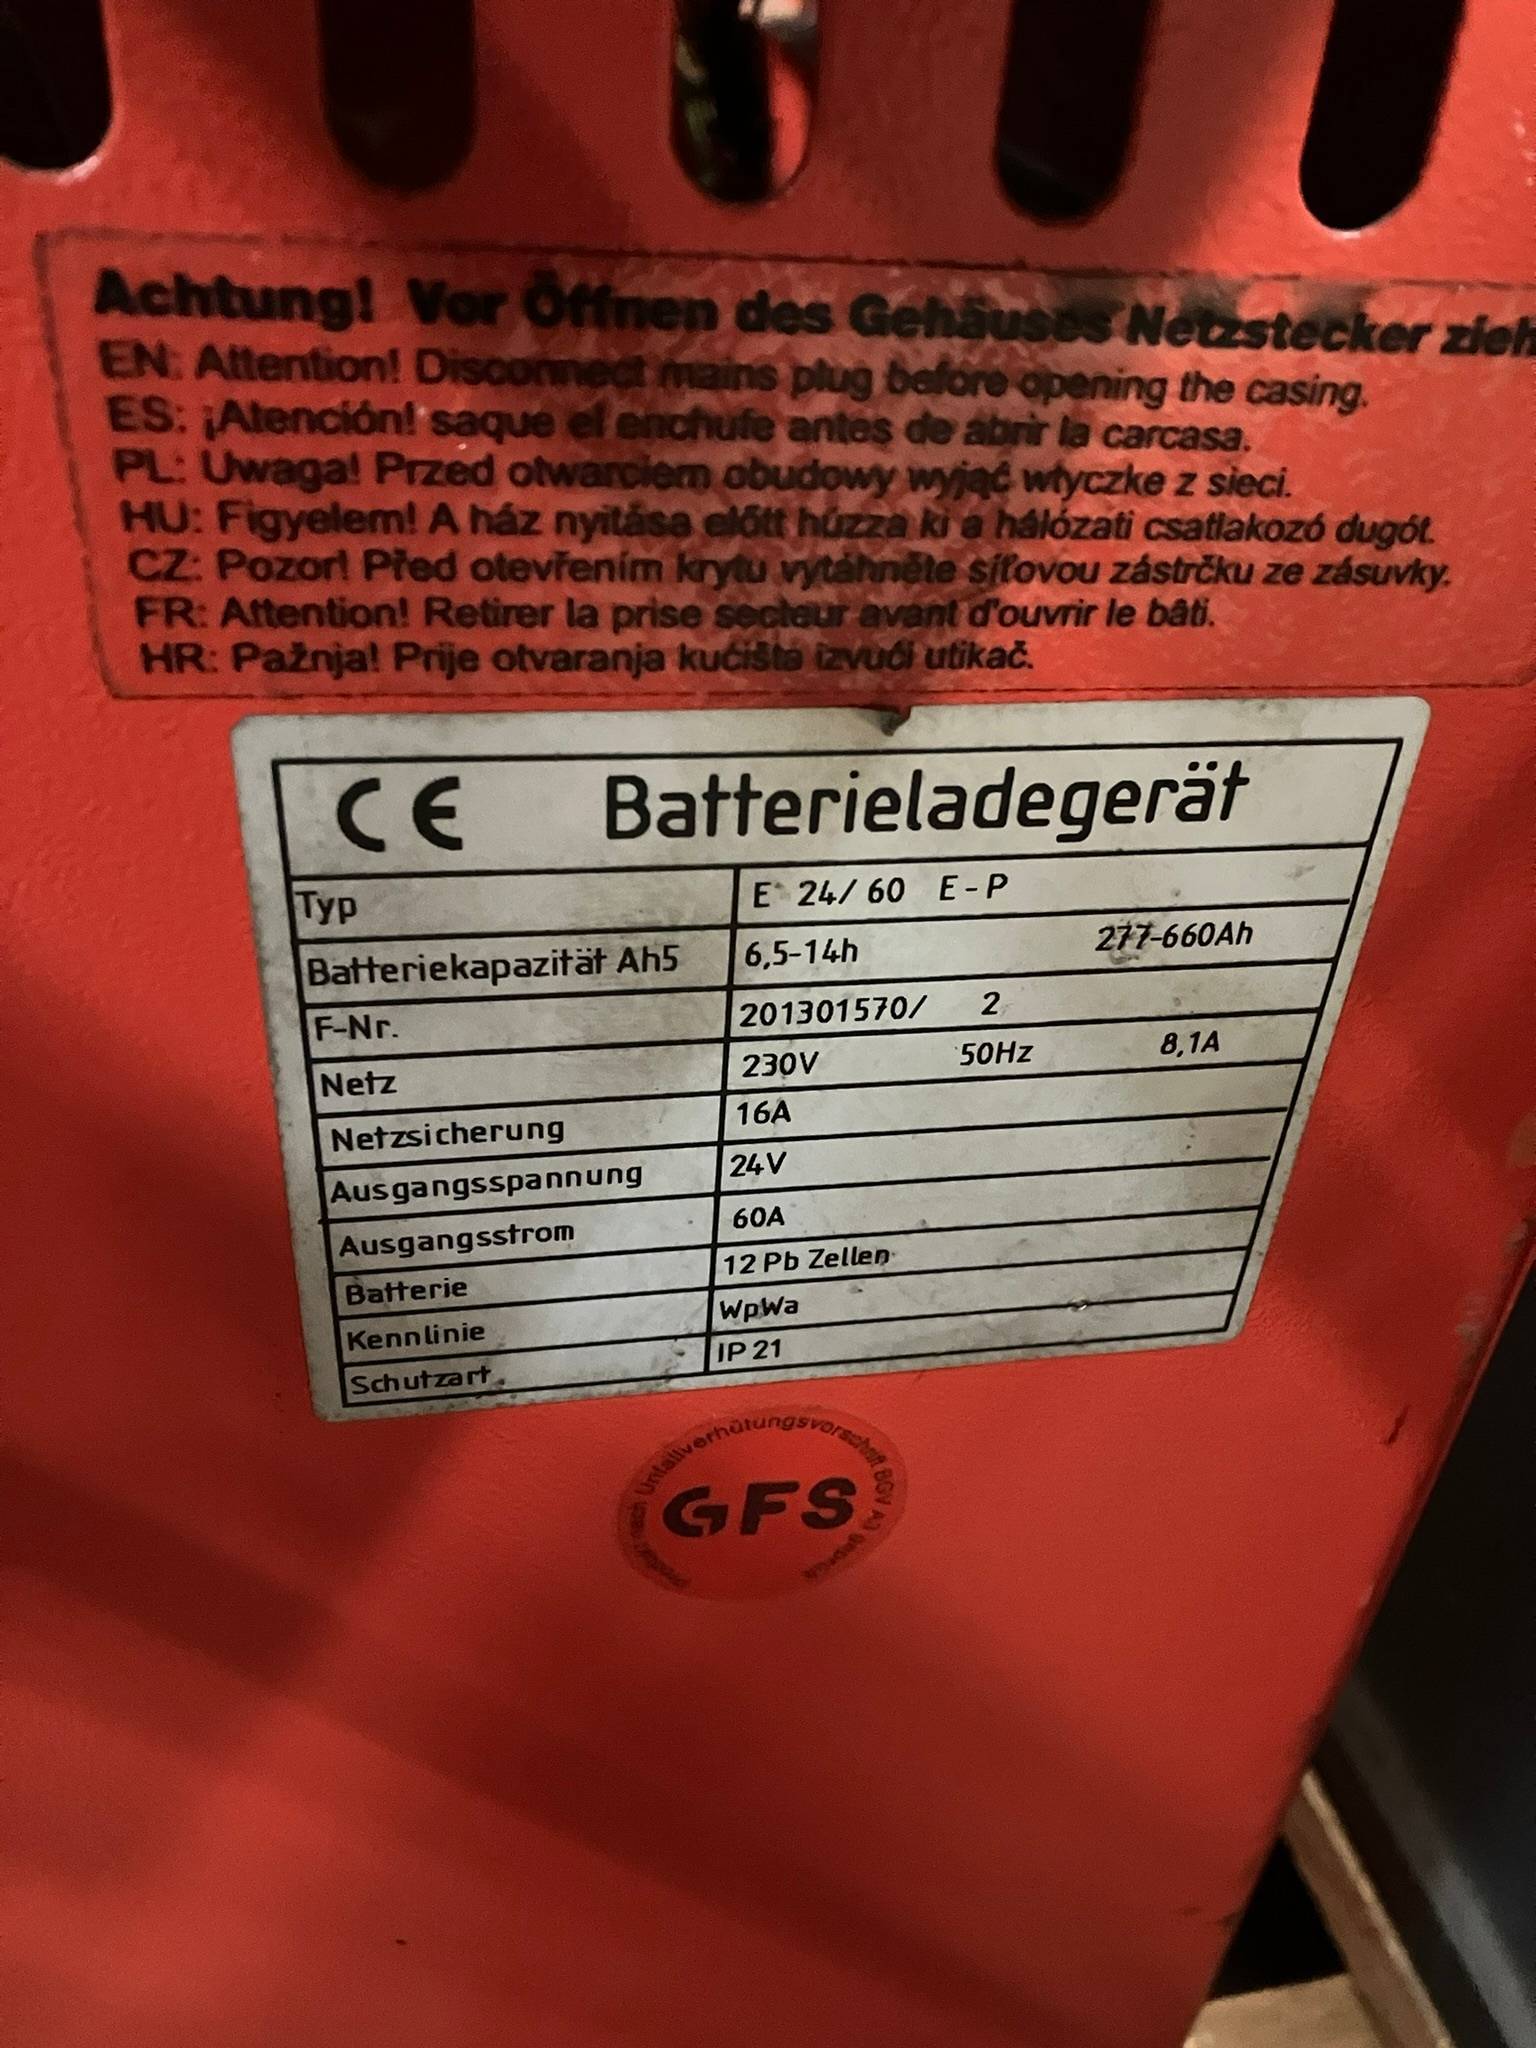 Achtung! Vor Öffnen des Gehäuses Netzstecker zieh
EN: Attention! Disconnect mains plug before opening the casing.
ES: ¡Atención! saque el enchufe antes de abrir la carcasa.
PL: Uwaga! Przed otwarciem obudowy wyjąć wtyczke z sieci.
HU: Figyelem! A ház nyitása előtt húzza ki a hálózati csatlakozó dugót.
CZ: Pozor! Před otevřením krytu vytáhněte síťovou zástrčku ze zásuvky.
FR: Attention! Retirer la prise secteur avant d'ouvrir le bâti.
HR: Pažnja! Prije otvaranja kućišta izvući utikač.
CE Batterieladegerät
Typ E 24/60 E-P
Batteriekapazität Ah5 6,5-14h 277-660Ah
F-Nr. 201301570/ 2
Netz 230V 50Hz 8,1A
Netzsicherung 16A
Ausgangsspannung 24V
Ausgangsstrom 60A
Batterie 12 Pb Zellen
Kennlinie WpWa
Schutzart IP 21
nach Unfallverhütungsvorschrift BGV A3
GFS